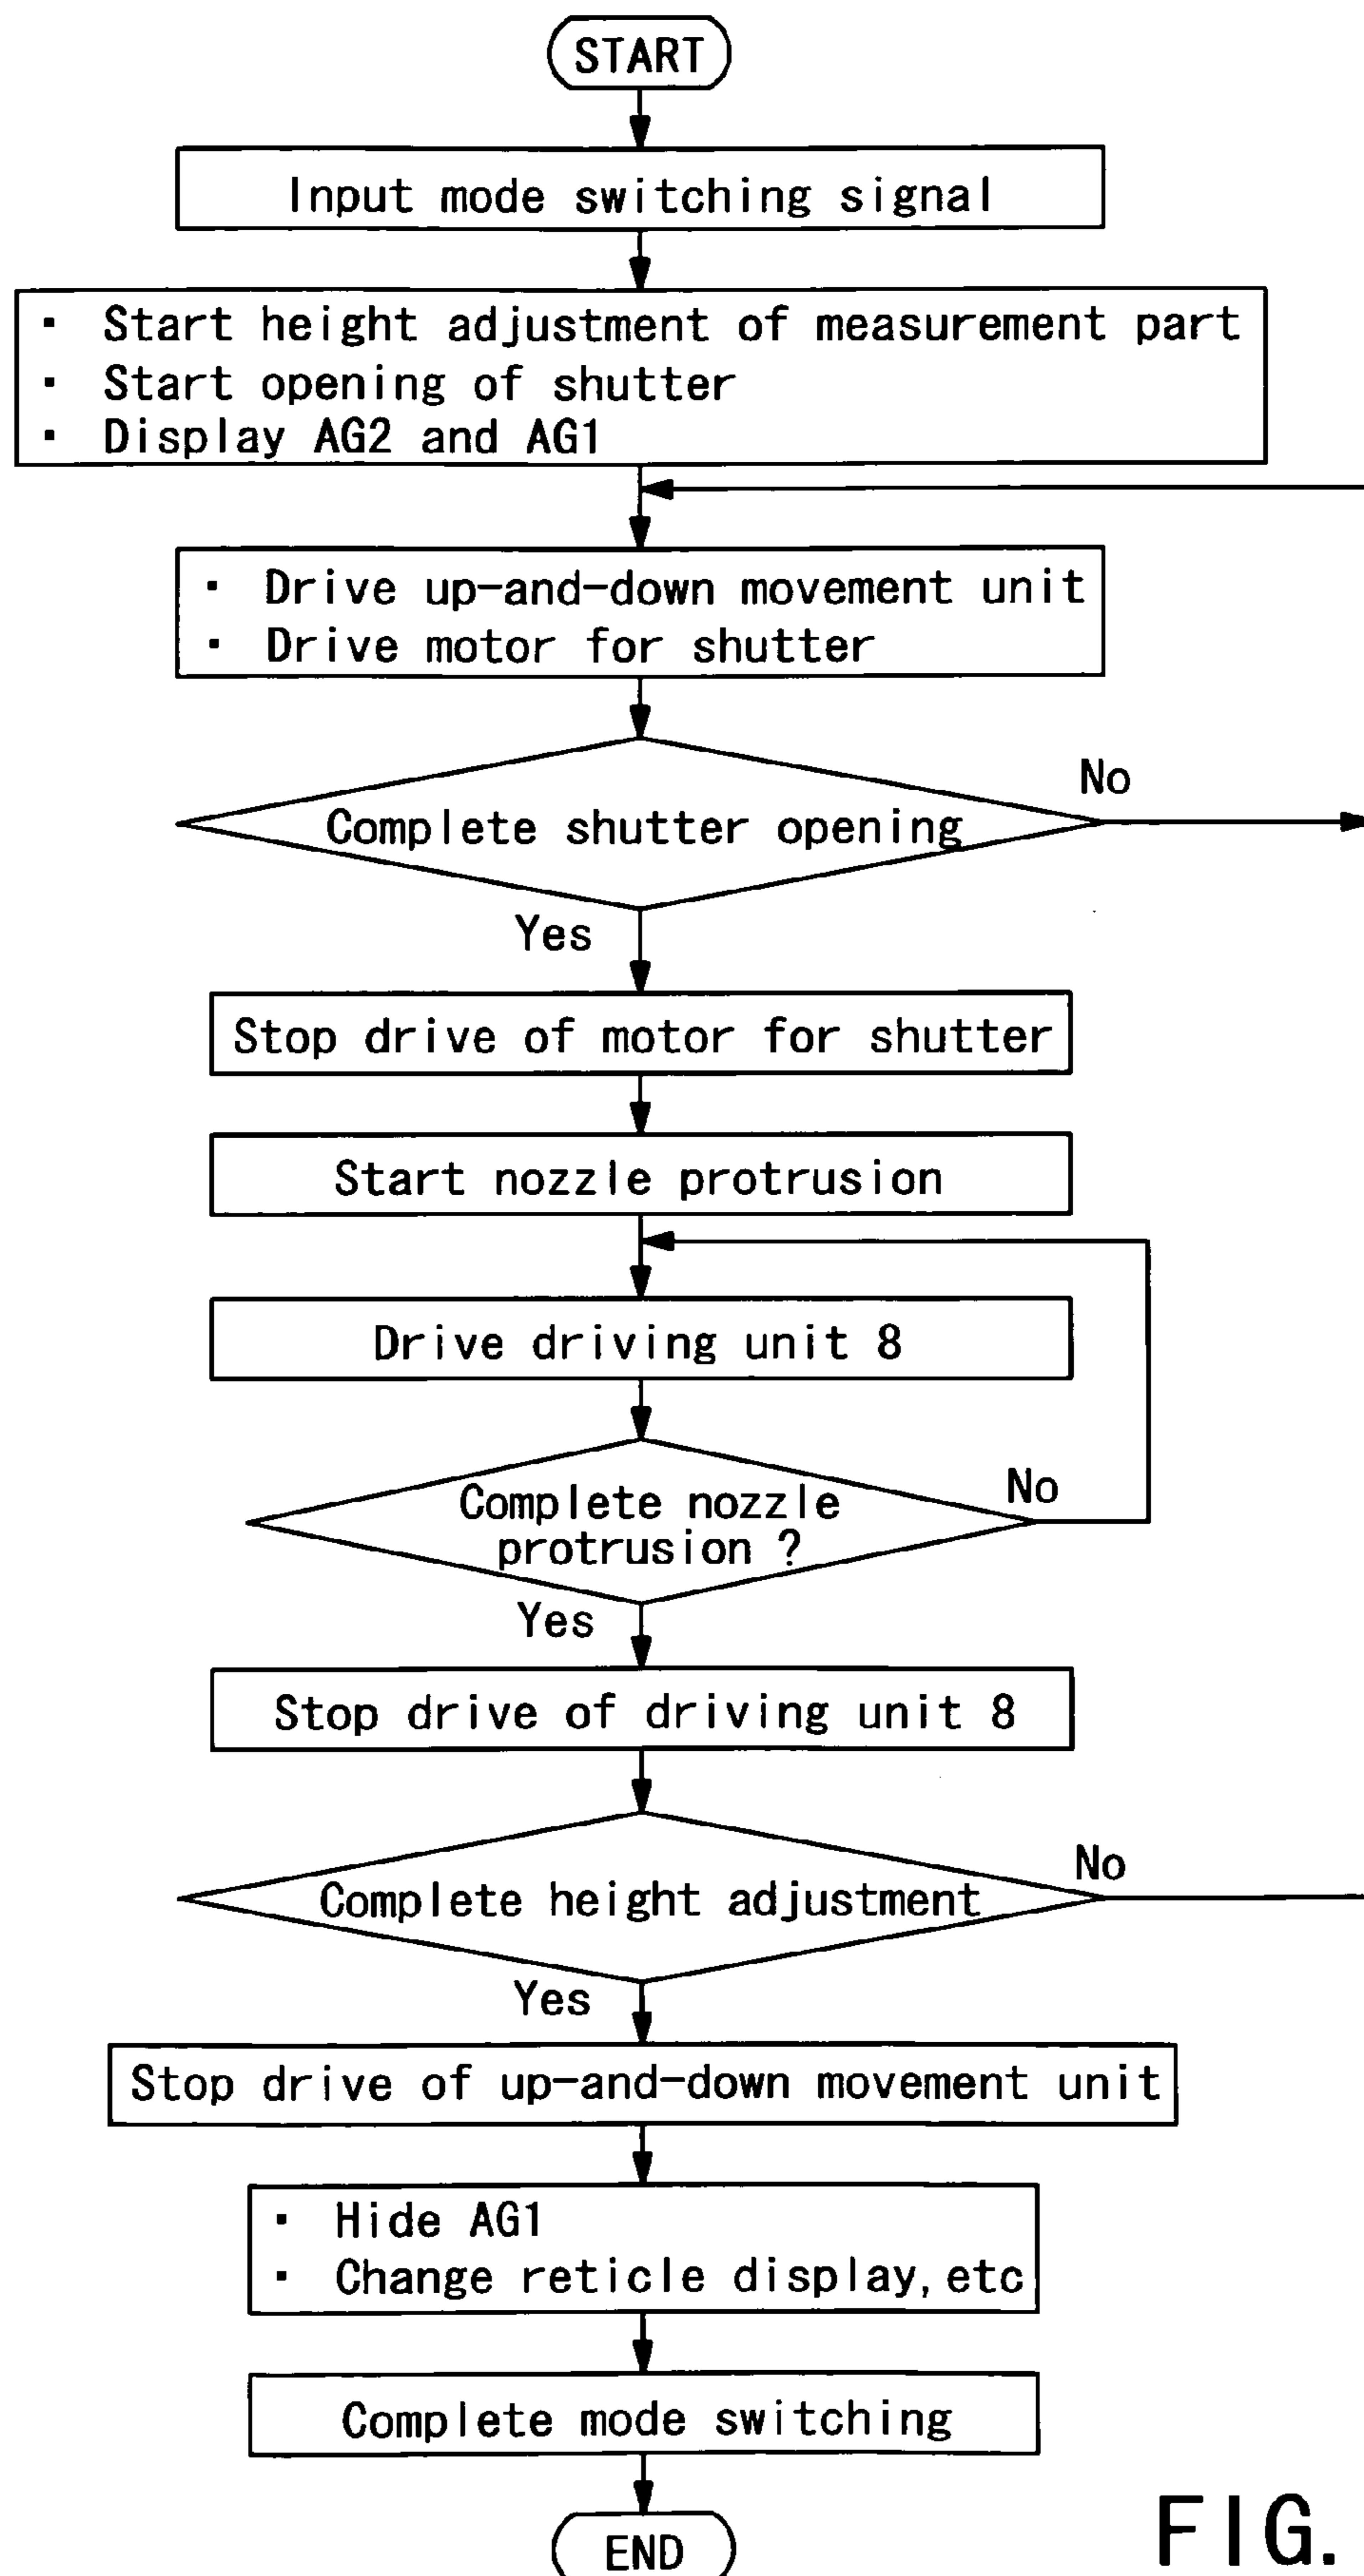 START
Input mode switching signal
・ Start height adjustment of measurement part
・ Start opening of shutter
・ Display AG2 and AG1
・ Drive up-and-down movement unit
・ Drive motor for shutter
No
Complete shutter opening
Yes
Stop drive of motor for shutter
Start nozzle protrusion
Drive driving unit 8
No
Complete nozzle
protrusion ?
Yes
Stop drive of driving unit 8
No
Complete height adjustment
Yes
Stop drive of up-and-down movement unit
・ Hide AG1
・ Change reticle display,etc
Complete mode switching
END
FIG.